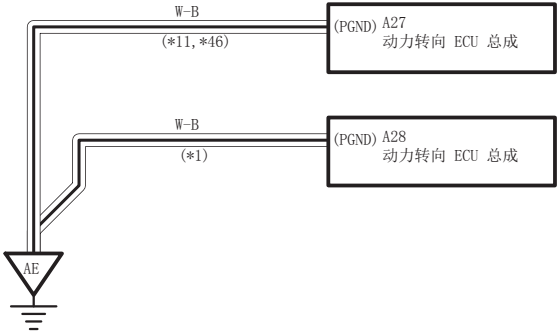 W-B
(PGND) A27
动力转向 ECU 总成
(*11,*46)
W-B
(PGND) A28
动力转向 ECU 总成
(*1)
AE